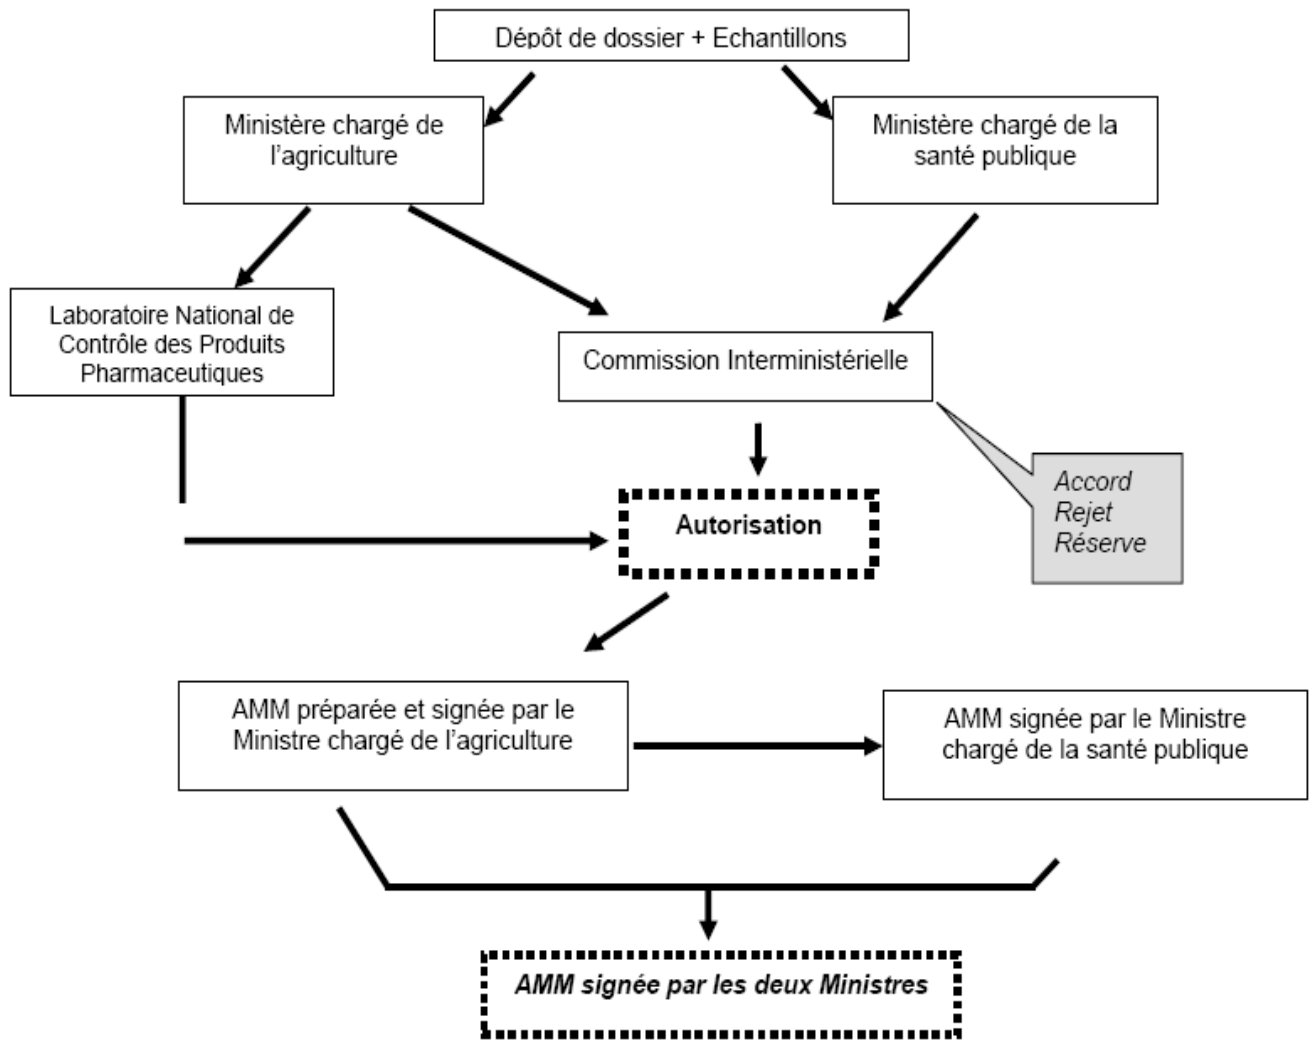 Dépôt de dossier + Echantillons
Ministère chargé de
l'agriculture
Ministère chargé de la
santé publique
Laboratoire National de
Contrôle des Produits
Pharmaceutiques
Commission Interministérielle
Accord
Rejet
Réserve
Autorisation
AMM préparée et signée par le
Ministre chargé de l'agriculture
AMM signée par le Ministre
chargé de la santé publique
AMM signée par les deux Ministres